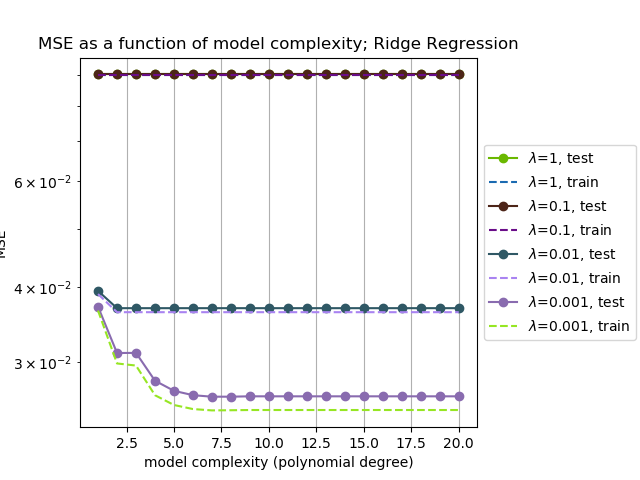 MSE as a function of model complexity; Ridge Regression
MSE
6 × 10⁻²
4 × 10⁻²
3 × 10⁻²
2.5 5.0 7.5 10.0 12.5 15.0 17.5 20.0
model complexity (polynomial degree)
λ=1, test
λ=1, train
λ=0.1, test
λ=0.1, train
λ=0.01, test
λ=0.01, train
λ=0.001, test
λ=0.001, train